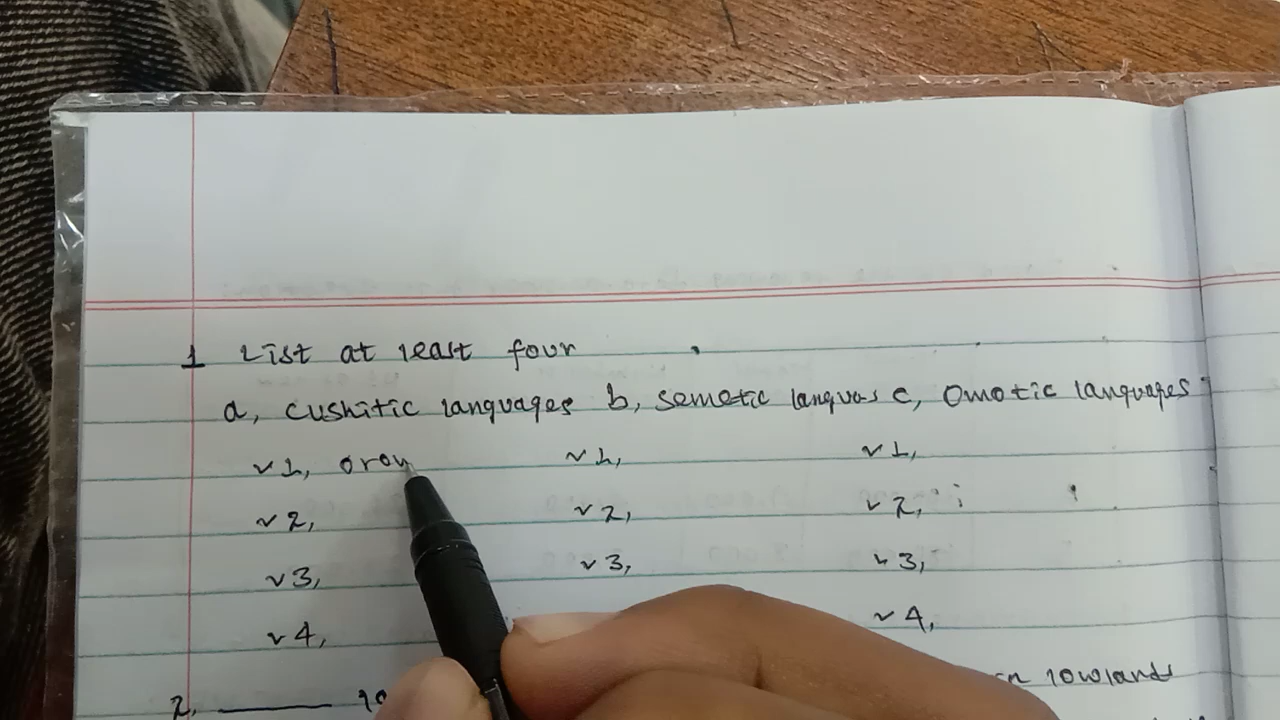 1 List at least four
a, cushitic languages b, semetic languas c, Omotic languages
✓1, orom ✓1, ✓1,
✓2, ✓2, ✓2,
✓3, ✓3, ✓3,
✓4, ✓4,
2, lowlands